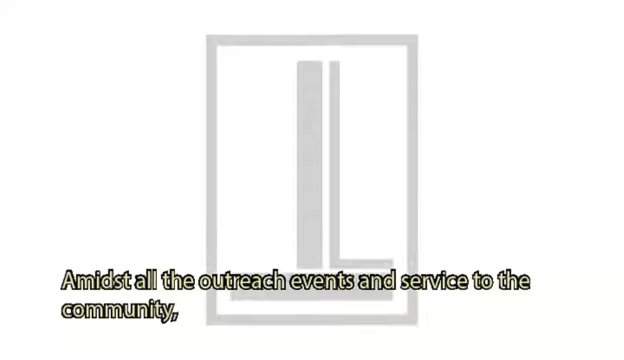 Amidst all the outreach events and service to the
community,